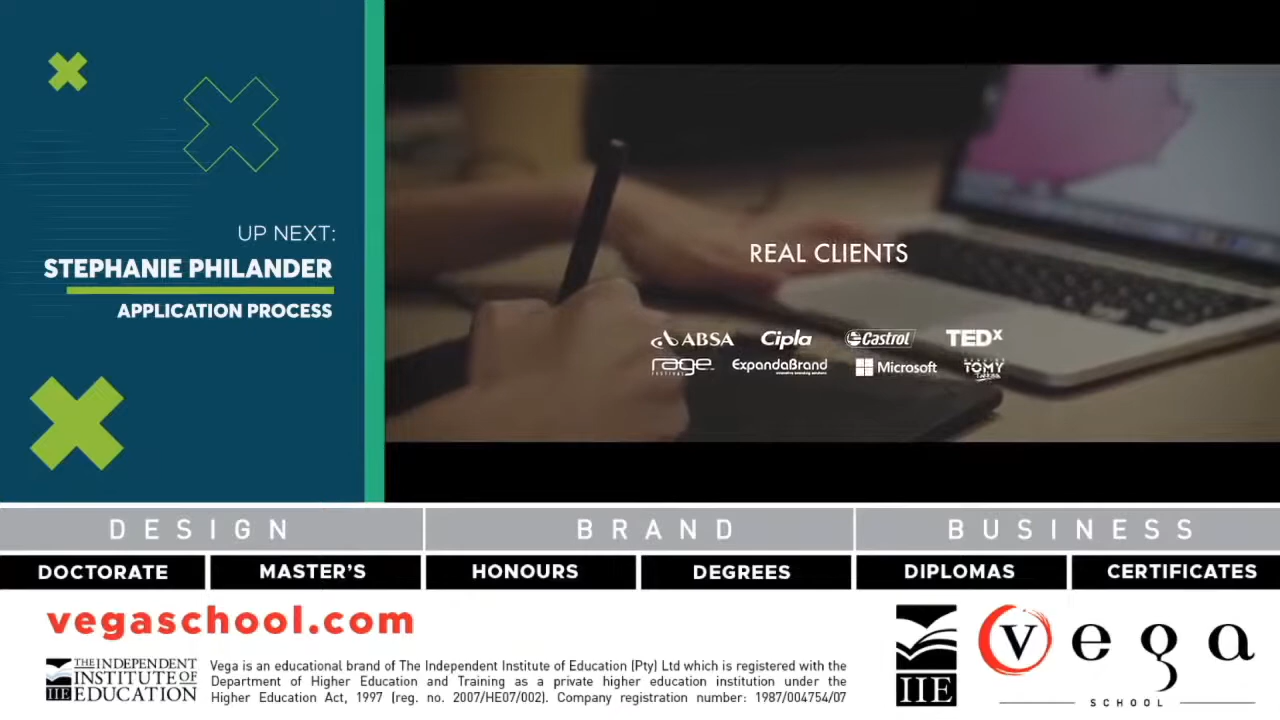 UP NEXT:
STEPHANIE PHILANDER
APPLICATION PROCESS
REAL CLIENTS
ABSA Cipla Castrol TEDx
rage FESTIVAL ExpandaBrand Microsoft TOMY
DESIGN BRAND BUSINESS
DOCTORATE MASTER'S HONOURS DEGREES DIPLOMAS CERTIFICATES
vegaschool.com
THE INDEPENDENT
INSTITUTE OF
IIE EDUCATION
Vega is an educational brand of The Independent Institute of Education (Pty) Ltd which is registered with the
Department of Higher Education and Training as a private higher education institution under the
Higher Education Act, 1997 (reg. no. 2007/HE07/002). Company registration number: 1987/004754/07
IIE
vega
SCHOOL